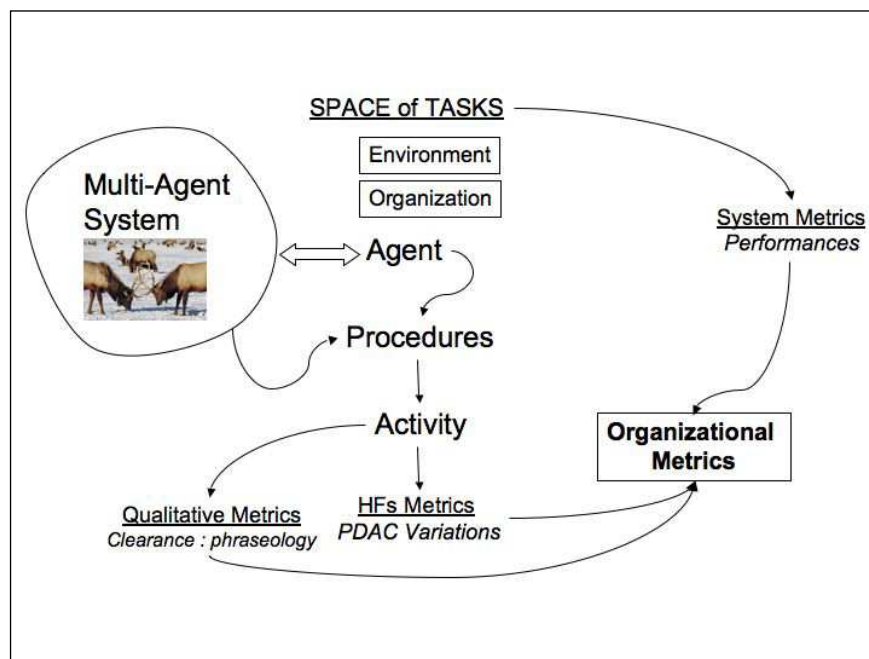 SPACE of TASKS
Environment
Organization
Multi-Agent
System
Agent
System Metrics
Performances
Procedures
Activity
Organizational
Metrics
Qualitative Metrics
Clearance : phraseology
HFs Metrics
PDAC Variations